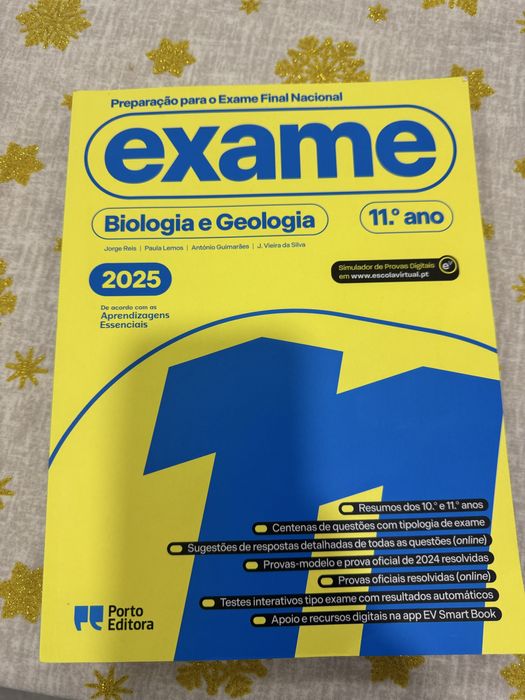 Preparação para o Exame Final Nacional
exame
Biologia e Geologia
11.º ano
Jorge Reis | Paula Lemos | António Guimarães | J. Vieira da Silva
2025
Simulador de Provas Digitais
em www.escolavirtual.pt
De acordo com as
Aprendizagens
Essenciais
11
Resumos dos 10.º e 11.º anos
Centenas de questões com tipologia de exame
Sugestões de respostas detalhadas de todas as questões (online)
Provas-modelo e prova oficial de 2024 resolvidas
Provas oficiais resolvidas (online)
Testes interativos tipo exame com resultados automáticos
Apoio e recursos digitais na app EV Smart Book
Porto
Editora